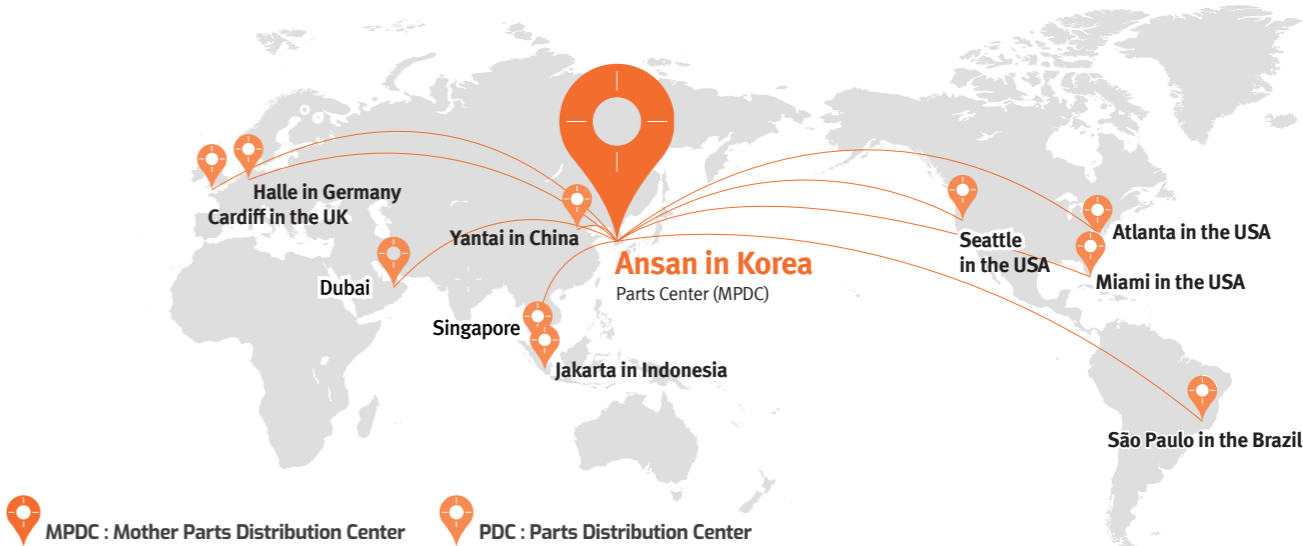 Halle in Germany
Cardiff in the UK
Yantai in China
Dubai
Ansan in Korea
Parts Center (MPDC)
Singapore
Jakarta in Indonesia
Seattle
in the USA
Atlanta in the USA
Miami in the USA
São Paulo in the Brazil
MPDC : Mother Parts Distribution Center
PDC : Parts Distribution Center